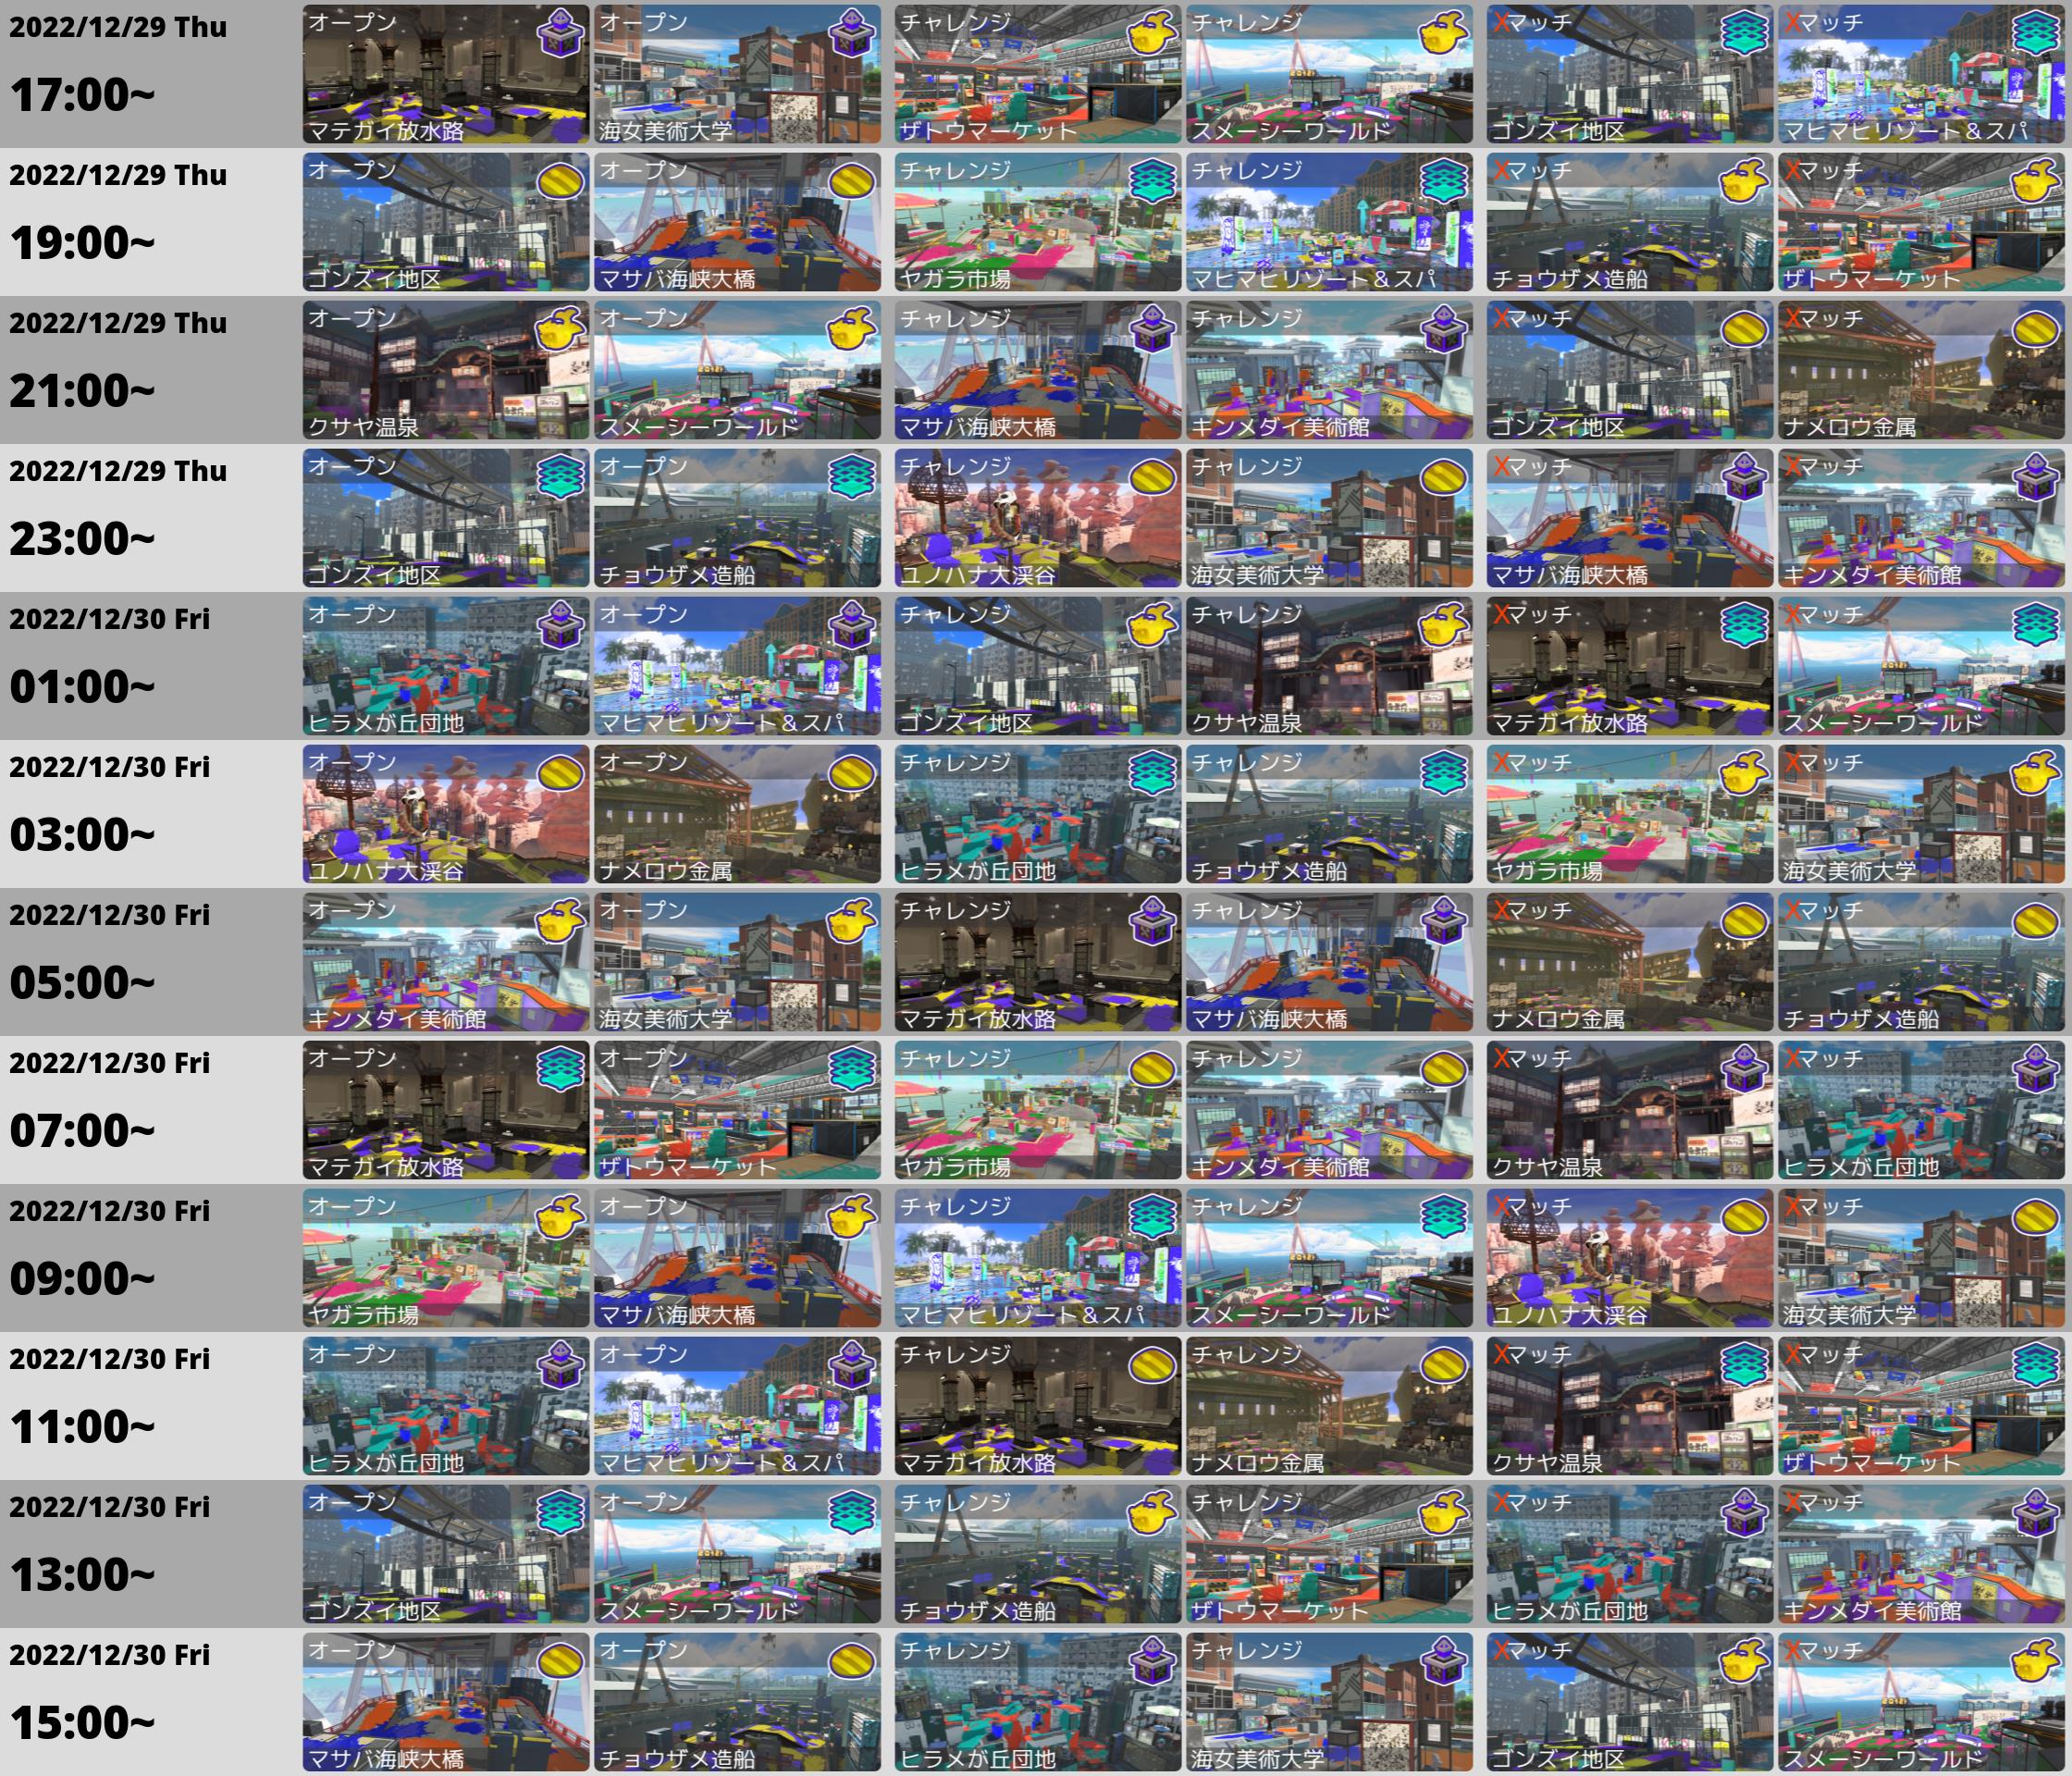 2022/12/29 Thu
17:00~
オープン
マテガイ放水路
オープン
海女美術大学
チャレンジ
ザトウマーケット
チャレンジ
スメーシーワールド
Xマッチ
ゴンズイ地区
Xマッチ
マヒマヒリゾート＆スパ
2022/12/29 Thu
19:00~
オープン
ゴンズイ地区
オープン
マサバ海峡大橋
チャレンジ
ヤガラ市場
チャレンジ
マヒマヒリゾート＆スパ
Xマッチ
チョウザメ造船
Xマッチ
ザトウマーケット
2022/12/29 Thu
21:00~
オープン
クサヤ温泉
オープン
スメーシーワールド
チャレンジ
マサバ海峡大橋
チャレンジ
キンメダイ美術館
Xマッチ
ゴンズイ地区
Xマッチ
ナメロウ金属
2022/12/29 Thu
23:00~
オープン
ゴンズイ地区
オープン
チョウザメ造船
チャレンジ
ユノハナ大渓谷
チャレンジ
海女美術大学
Xマッチ
マサバ海峡大橋
Xマッチ
キンメダイ美術館
2022/12/30 Fri
01:00~
オープン
ヒラメが丘団地
オープン
マヒマヒリゾート＆スパ
チャレンジ
ゴンズイ地区
チャレンジ
クサヤ温泉
Xマッチ
マテガイ放水路
Xマッチ
スメーシーワールド
2022/12/30 Fri
03:00~
オープン
ユノハナ大渓谷
オープン
ナメロウ金属
チャレンジ
ヒラメが丘団地
チャレンジ
チョウザメ造船
Xマッチ
ヤガラ市場
Xマッチ
海女美術大学
2022/12/30 Fri
05:00~
オープン
キンメダイ美術館
オープン
海女美術大学
チャレンジ
マテガイ放水路
チャレンジ
マサバ海峡大橋
Xマッチ
ナメロウ金属
Xマッチ
チョウザメ造船
2022/12/30 Fri
07:00~
オープン
マテガイ放水路
オープン
ザトウマーケット
チャレンジ
ヤガラ市場
チャレンジ
キンメダイ美術館
Xマッチ
クサヤ温泉
Xマッチ
ヒラメが丘団地
2022/12/30 Fri
09:00~
オープン
ヤガラ市場
オープン
マサバ海峡大橋
チャレンジ
マヒマヒリゾート＆スパ
チャレンジ
スメーシーワールド
Xマッチ
ユノハナ大渓谷
Xマッチ
海女美術大学
2022/12/30 Fri
11:00~
オープン
ヒラメが丘団地
オープン
マヒマヒリゾート＆スパ
チャレンジ
マテガイ放水路
チャレンジ
ナメロウ金属
Xマッチ
クサヤ温泉
Xマッチ
ザトウマーケット
2022/12/30 Fri
13:00~
オープン
ゴンズイ地区
オープン
スメーシーワールド
チャレンジ
チョウザメ造船
チャレンジ
ザトウマーケット
Xマッチ
ヒラメが丘団地
Xマッチ
キンメダイ美術館
2022/12/30 Fri
15:00~
オープン
マサバ海峡大橋
オープン
チョウザメ造船
チャレンジ
ヒラメが丘団地
チャレンジ
海女美術大学
Xマッチ
ゴンズイ地区
Xマッチ
スメーシーワールド